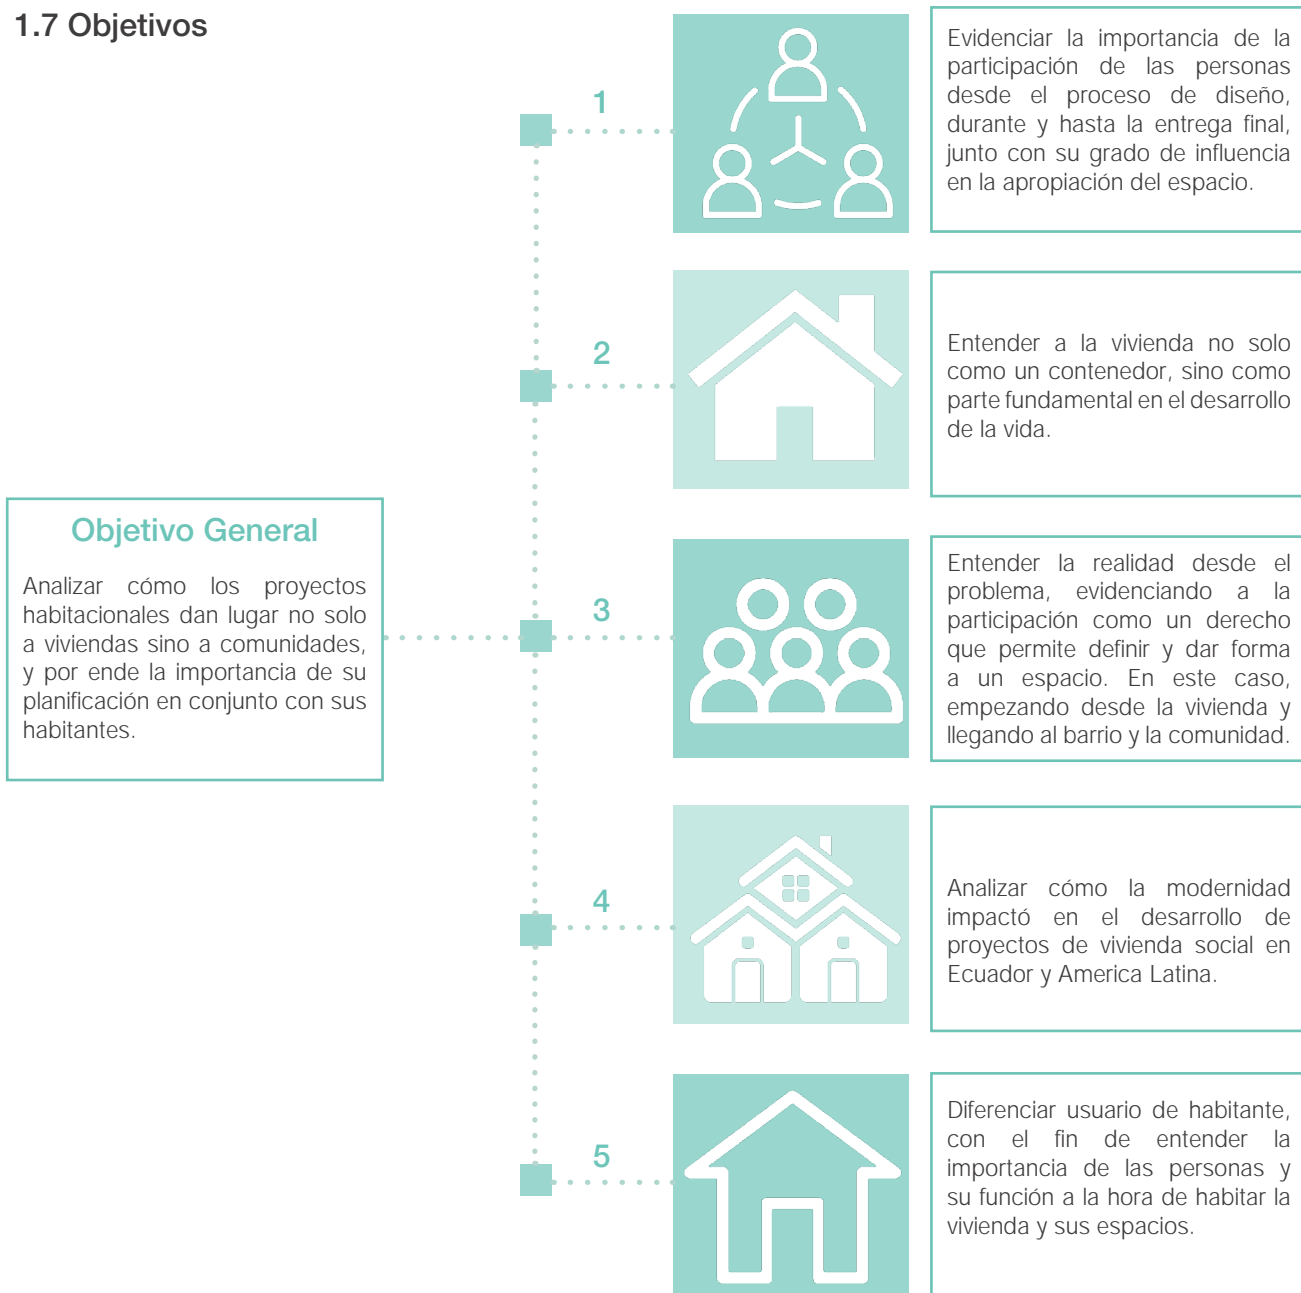 1.7 Objetivos
1
Evidenciar la importancia de la
participación de las personas
desde el proceso de diseño,
durante y hasta la entrega final,
junto con su grado de influencia
en la apropiación del espacio.
2
Entender a la vivienda no solo
como un contenedor, sino como
parte fundamental en el desarrollo
de la vida.
Objetivo General
Analizar cómo los proyectos
habitacionales dan lugar no solo
a viviendas sino a comunidades,
y por ende la importancia de su
planificación en conjunto con sus
habitantes.
3
Entender la realidad desde el
problema, evidenciando a la
participación como un derecho
que permite definir y dar forma
a un espacio. En este caso,
empezando desde la vivienda y
llegando al barrio y la comunidad.
4
Analizar cómo la modernidad
impactó en el desarrollo de
proyectos de vivienda social en
Ecuador y America Latina.
5
Diferenciar usuario de habitante,
con el fin de entender la
importancia de las personas y
su función a la hora de habitar la
vivienda y sus espacios.